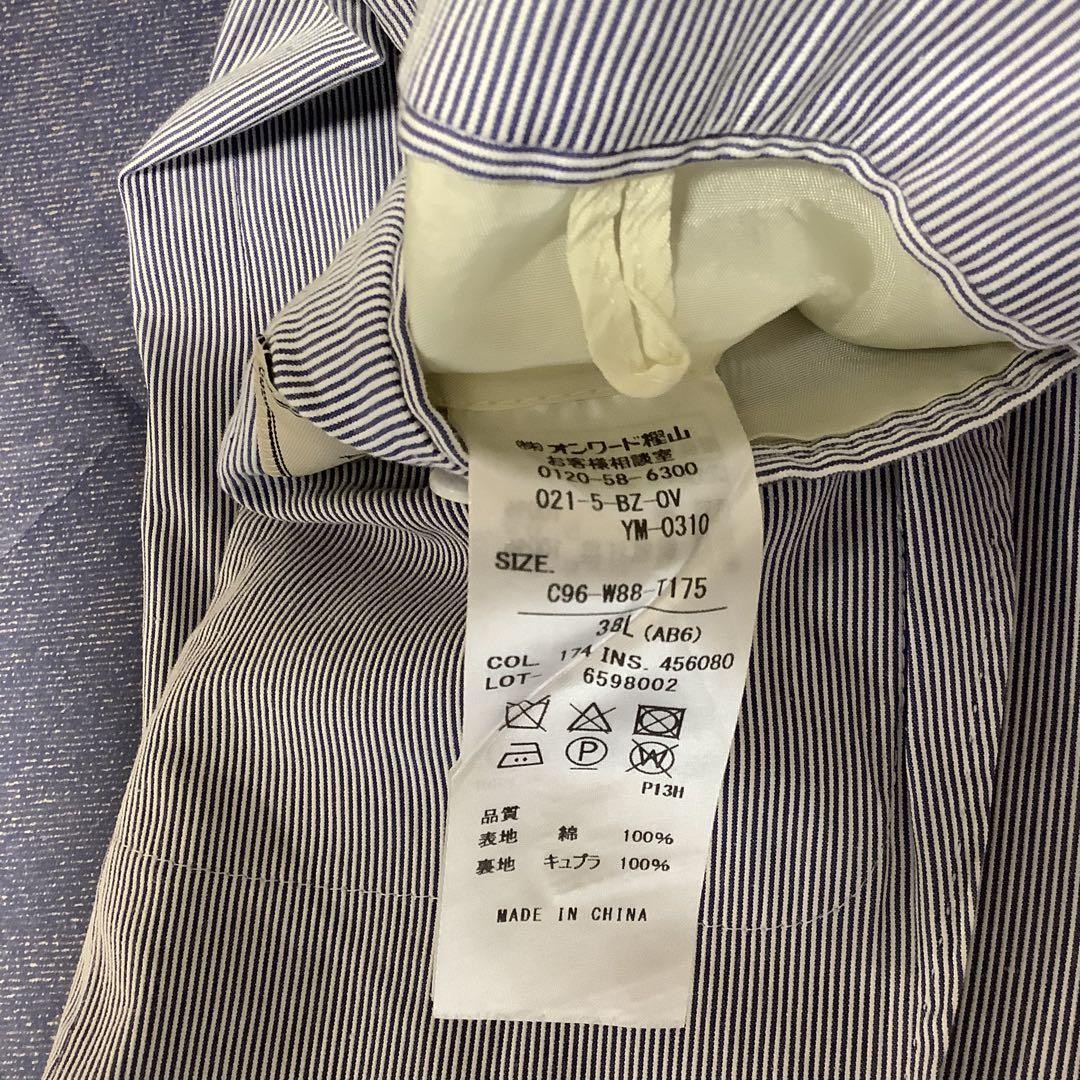 ㈱オンワード樫山
お客様相談室
0120-58-6300
021-5-BZ-0V
YM-0310
SIZE.
C96-W88-T175
38L (AB6)
COL. 174 INS. 456080
LOT- 6598002
P
W
P13H
品質
表地 綿 100%
裏地 キュプラ 100%
MADE IN CHINA